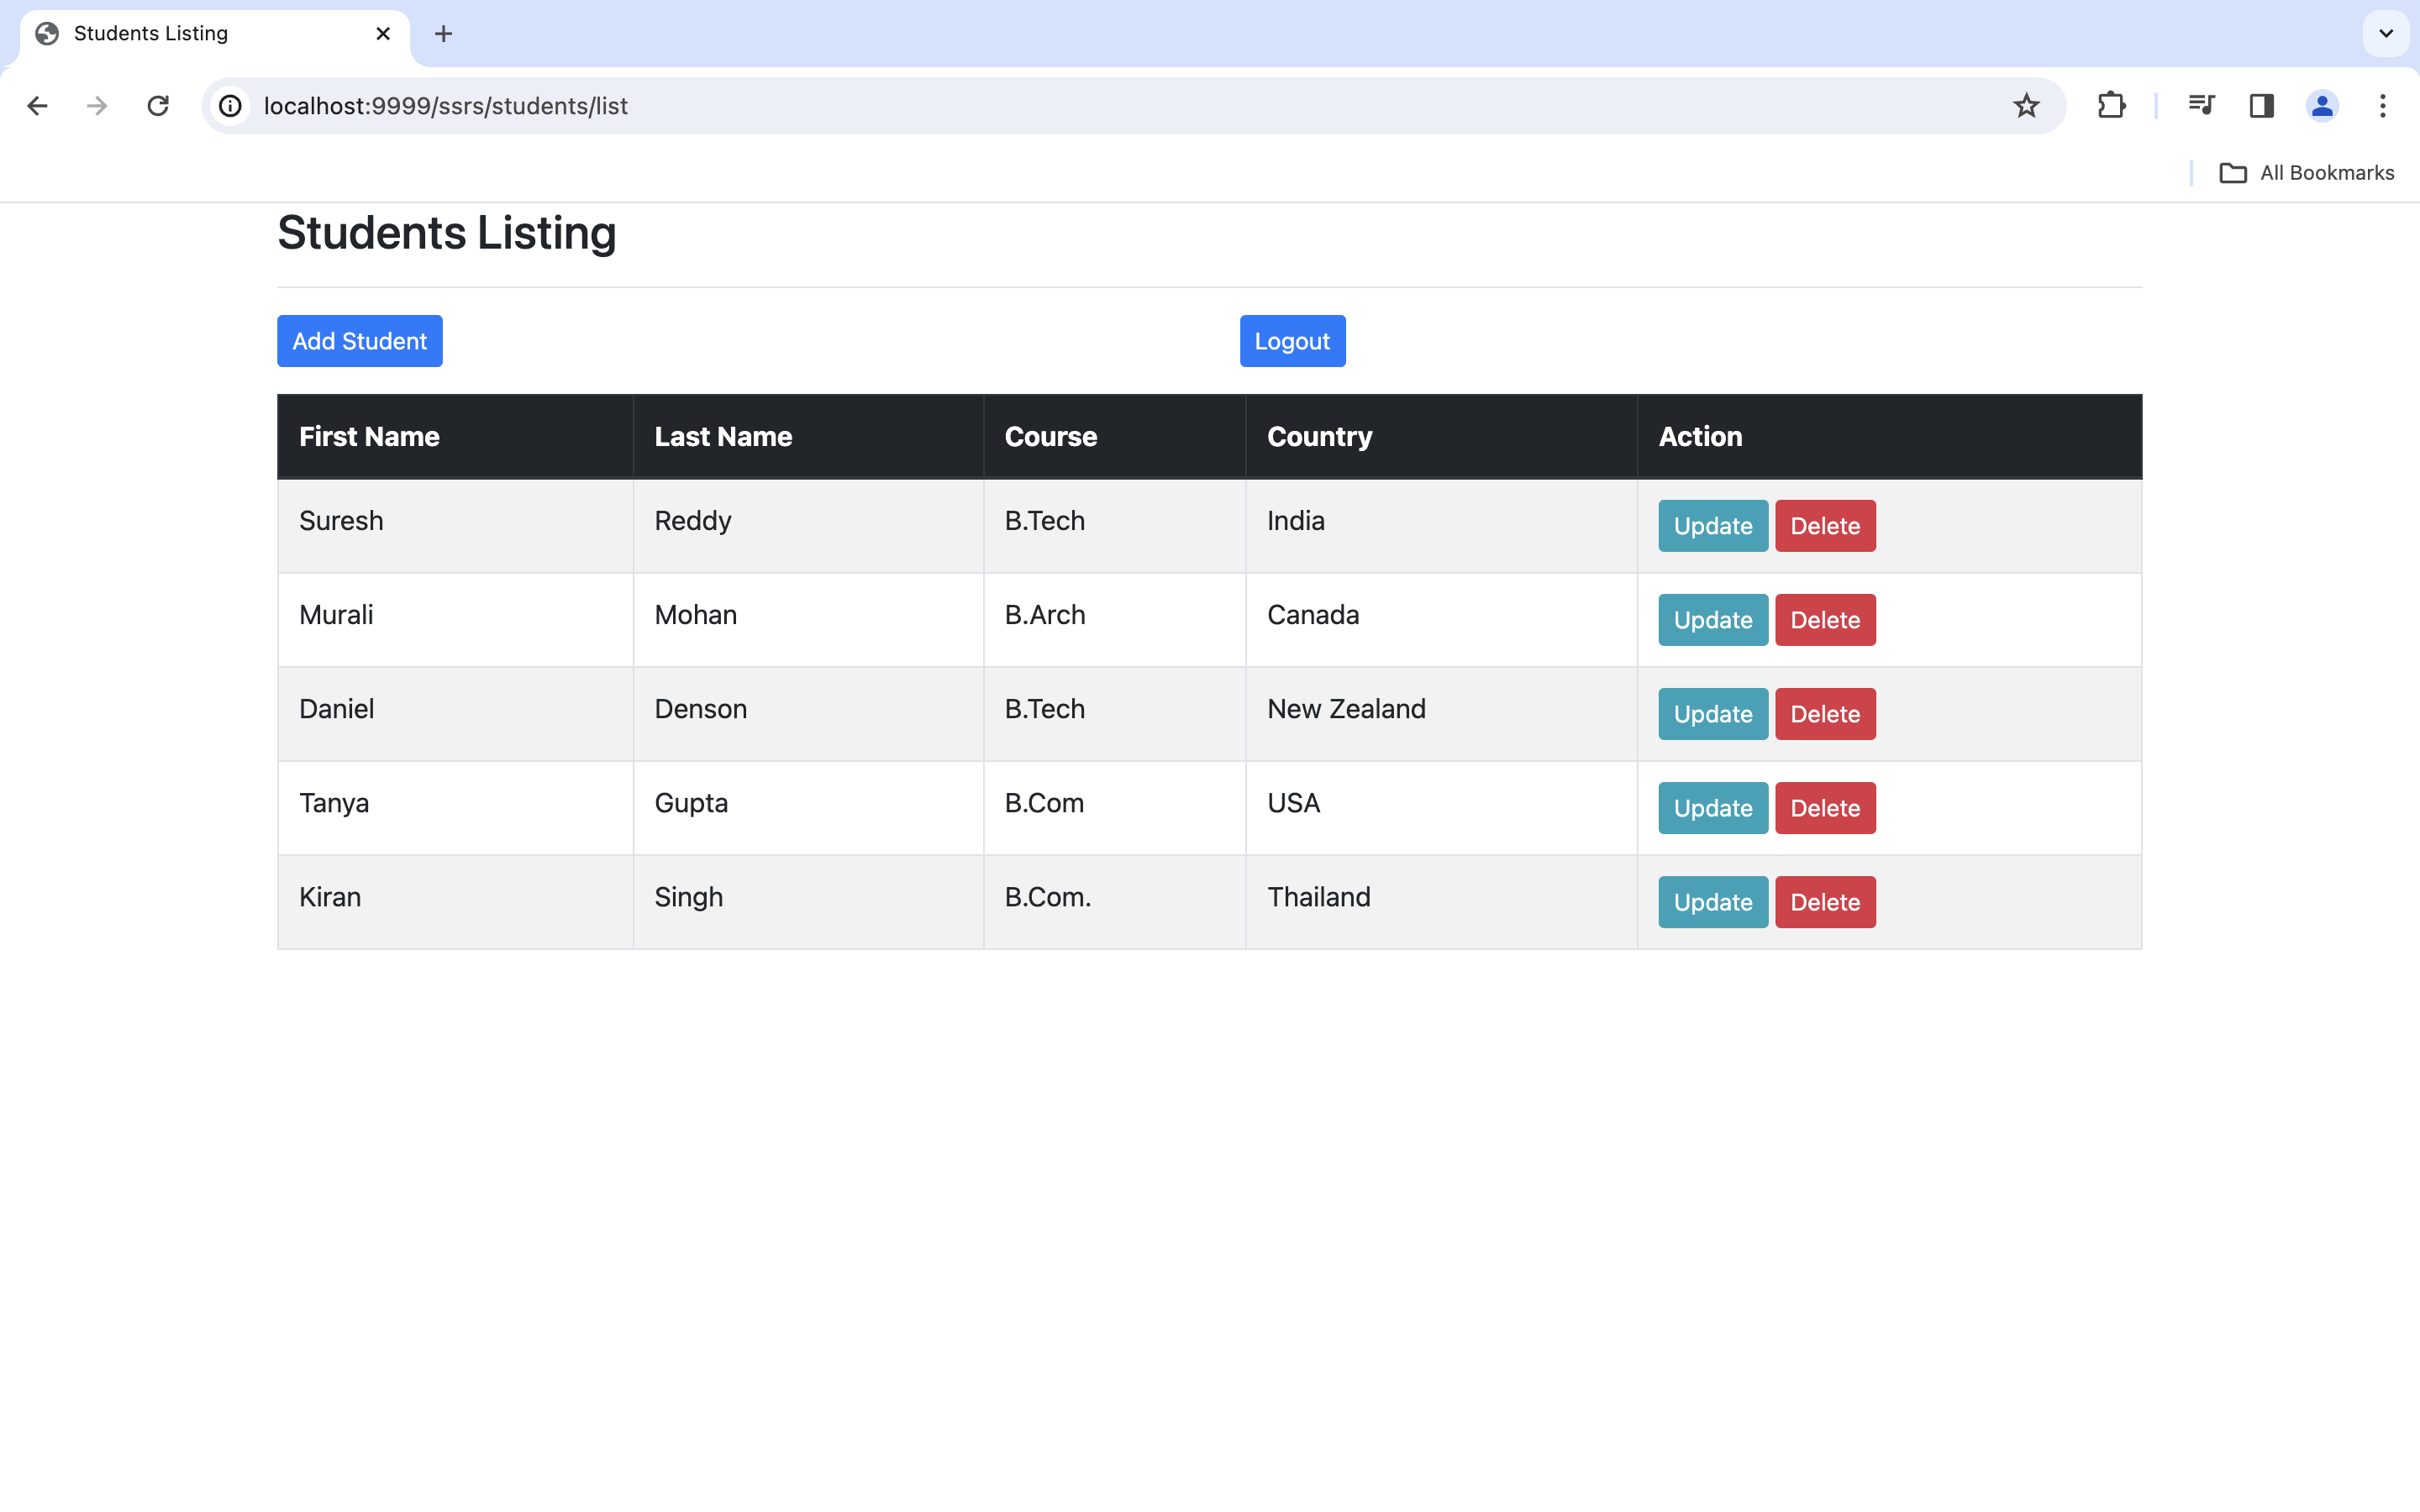 Students Listing
localhost:9999/ssrs/students/list
All Bookmarks
Students Listing
Add Student Logout
First Name Last Name Course Country Action
Suresh Reddy B.Tech India Update Delete
Murali Mohan B.Arch Canada Update Delete
Daniel Denson B.Tech New Zealand Update Delete
Tanya Gupta B.Com USA Update Delete
Kiran Singh B.Com. Thailand Update Delete